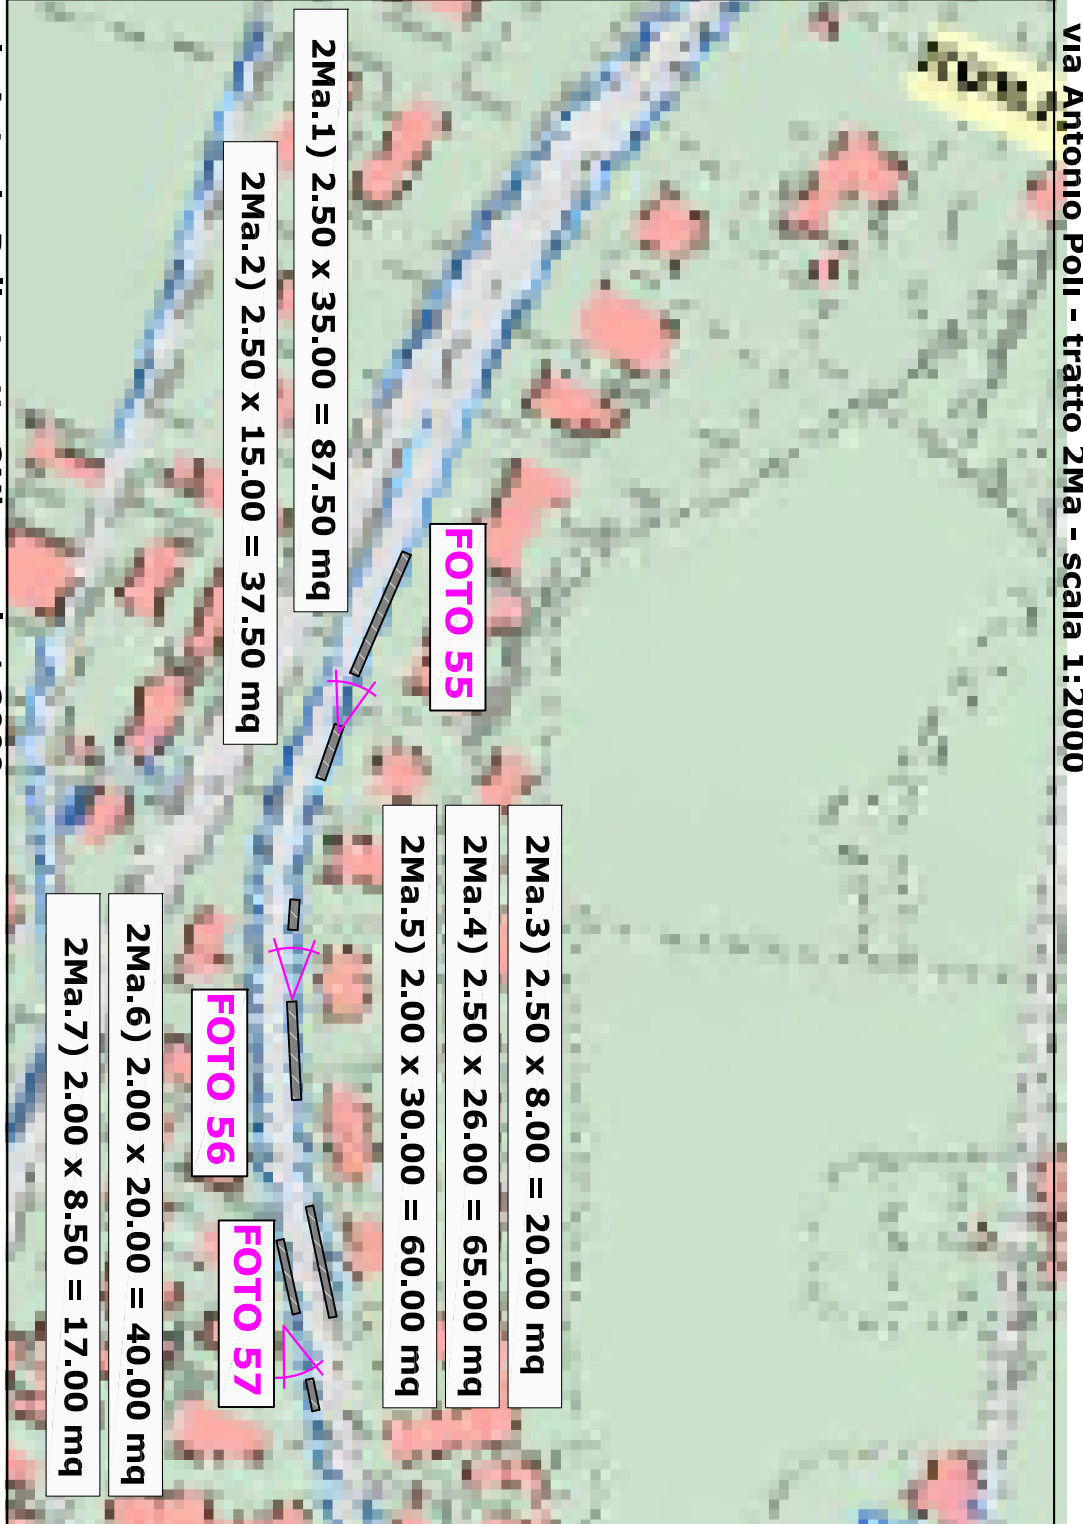 via Antonio Poli - tratto 2Ma - scala 1:2000
2Ma.1) 2.50 x 35.00 = 87.50 mq
2Ma.2) 2.50 x 15.00 = 37.50 mq
FOTO 55
2Ma.3) 2.50 x 8.00 = 20.00 mq
2Ma.4) 2.50 x 26.00 = 65.00 mq
2Ma.5) 2.00 x 30.00 = 60.00 mq
FOTO 56
FOTO 57
2Ma.6) 2.00 x 20.00 = 40.00 mq
2Ma.7) 2.00 x 8.50 = 17.00 mq